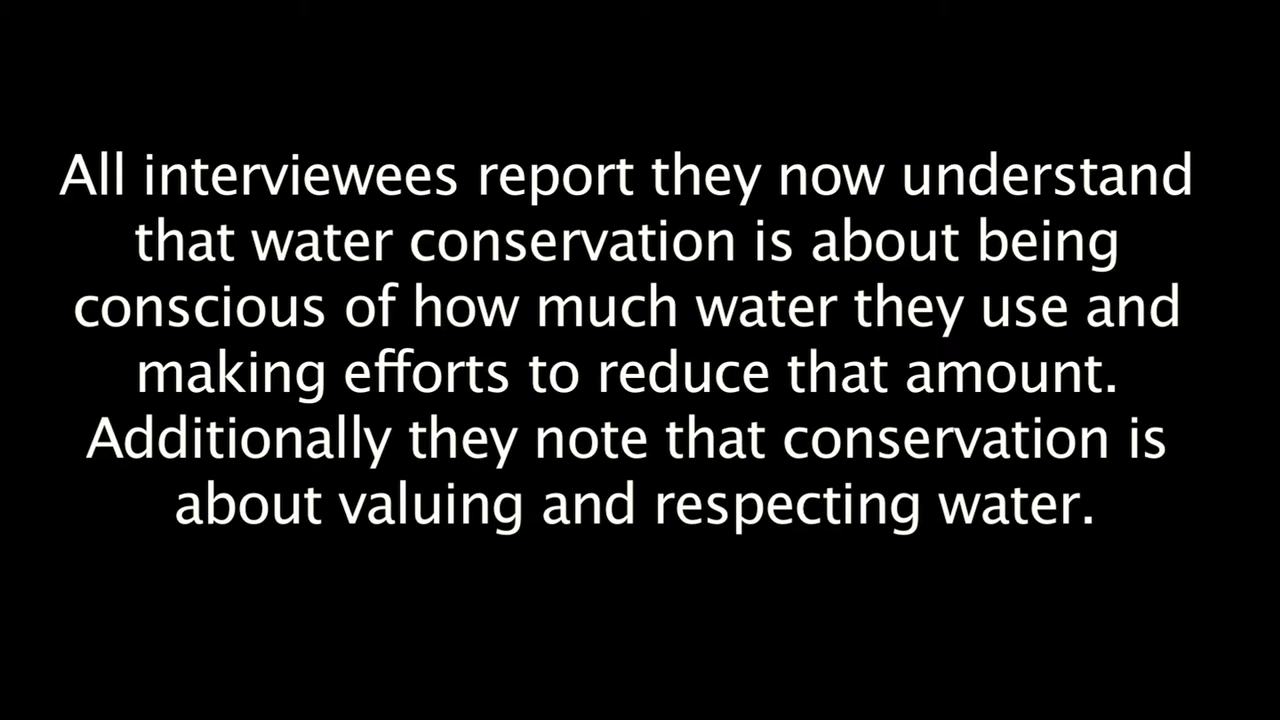 All interviewees report they now understand
that water conservation is about being
conscious of how much water they use and
making efforts to reduce that amount.
Additionally they note that conservation is
about valuing and respecting water.